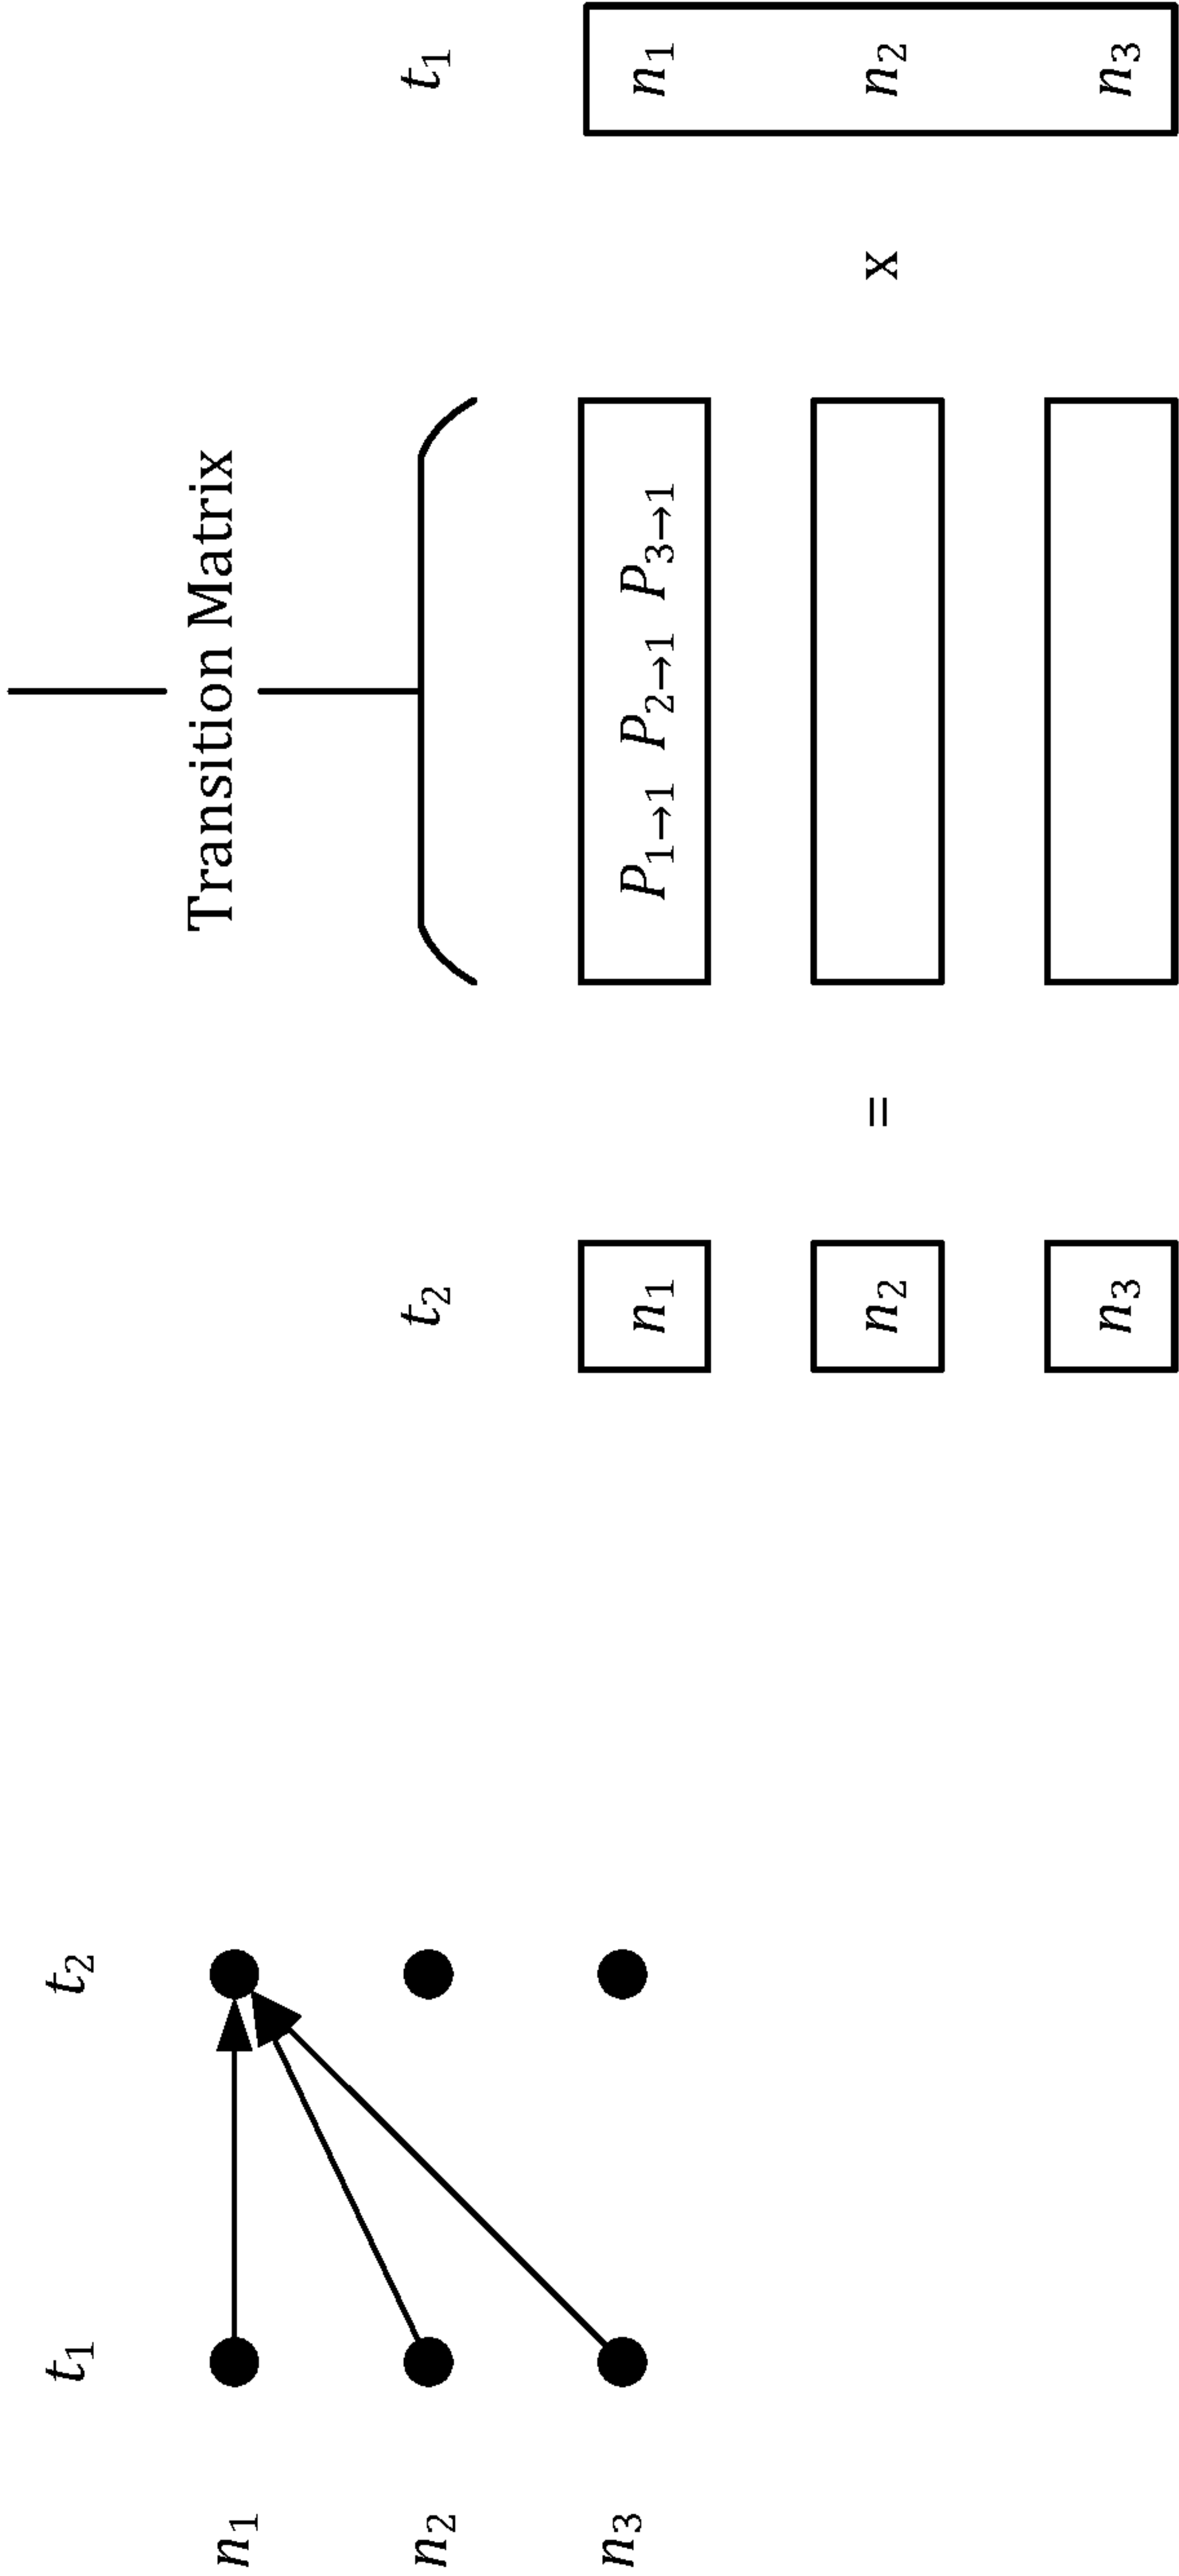 t₁ t₂
n₁
n₂
n₃
Transition Matrix
t₂ t₁
n₁ P₁→₁ P₂→₁ P₃→₁ n₁
n₂ = x n₂
n₃ n₃